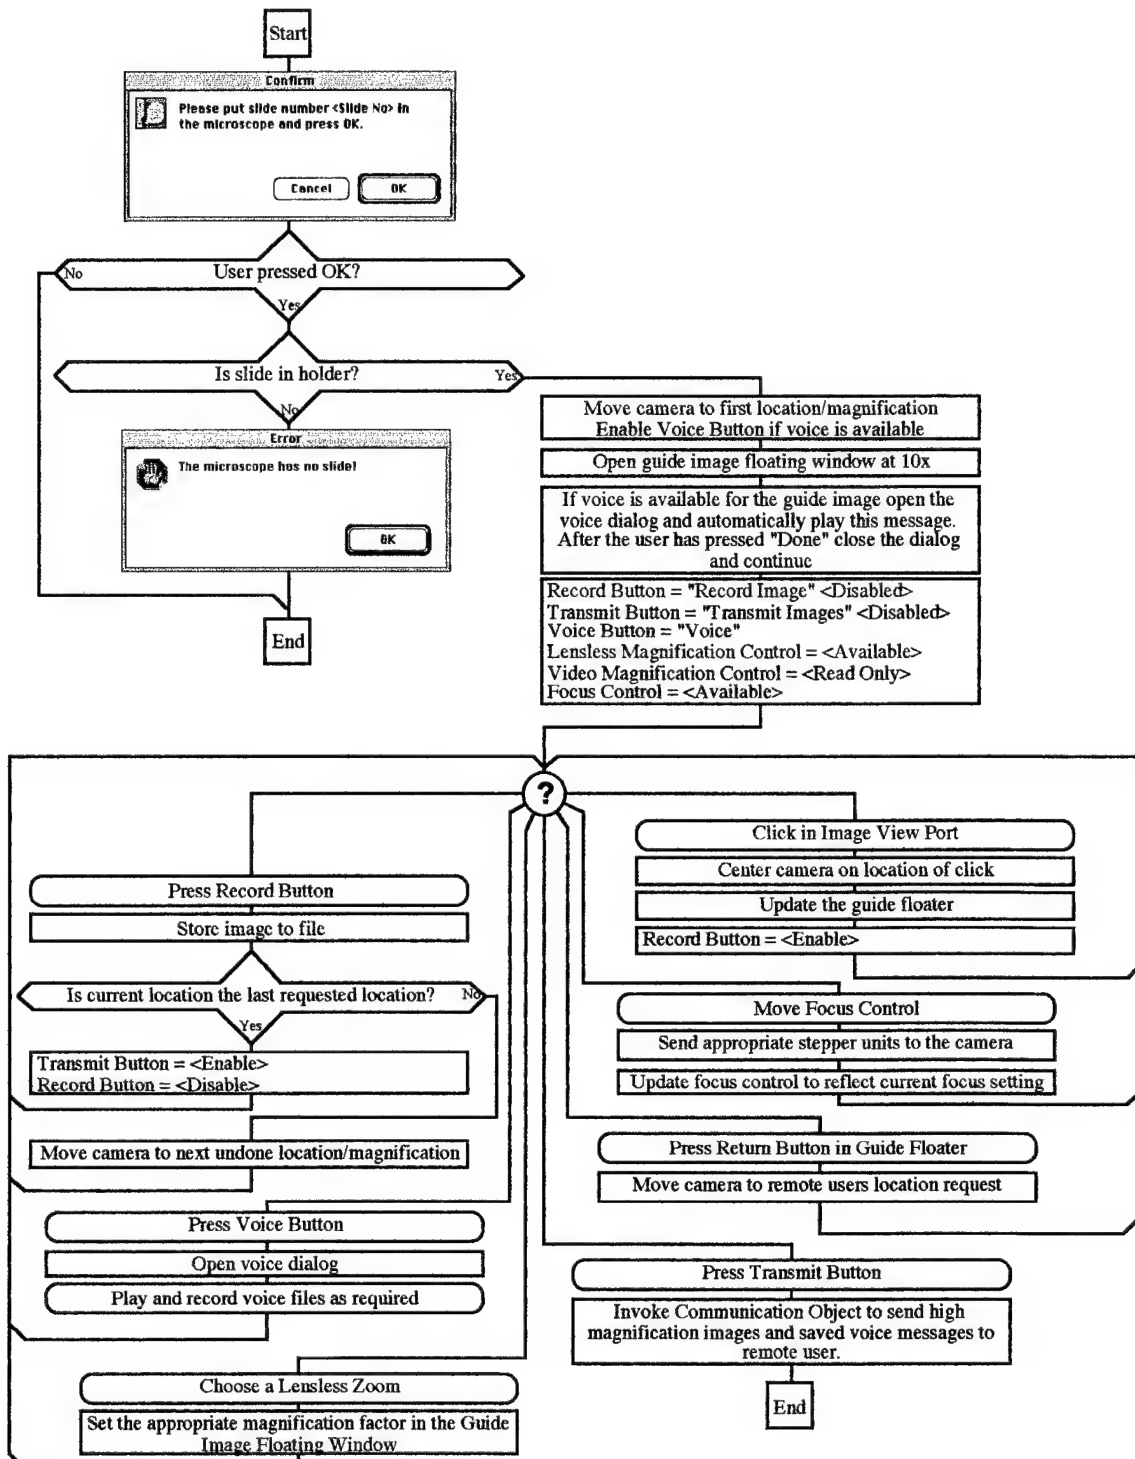 Start
Confirm
Please put slide number <Slide No> in
the microscope and press OK.
Cancel
OK
No
User pressed OK?
Yes
Is slide in holder?
Yes
No
Error
The microscope has no slide!
OK
End
Move camera to first location/magnification
Enable Voice Button if voice is available
Open guide image floating window at 10x
If voice is available for the guide image open the
voice dialog and automatically play this message.
After the user has pressed "Done" close the dialog
and continue
Record Button = "Record Image" <Disabled>
Transmit Button = "Transmit Images" <Disabled>
Voice Button = "Voice"
Lensless Magnification Control = <Available>
Video Magnification Control = <Read Only>
Focus Control = <Available>
?
Press Record Button
Store image to file
Is current location the last requested location?
No
Yes
Transmit Button = <Enable>
Record Button = <Disable>
Move camera to next undone location/magnification
Press Voice Button
Open voice dialog
Play and record voice files as required
Choose a Lensless Zoom
Set the appropriate magnification factor in the Guide
Image Floating Window
Click in Image View Port
Center camera on location of click
Update the guide floater
Record Button = <Enable>
Move Focus Control
Send appropriate stepper units to the camera
Update focus control to reflect current focus setting
Press Return Button in Guide Floater
Move camera to remote users location request
Press Transmit Button
Invoke Communication Object to send high
magnification images and saved voice messages to
remote user.
End